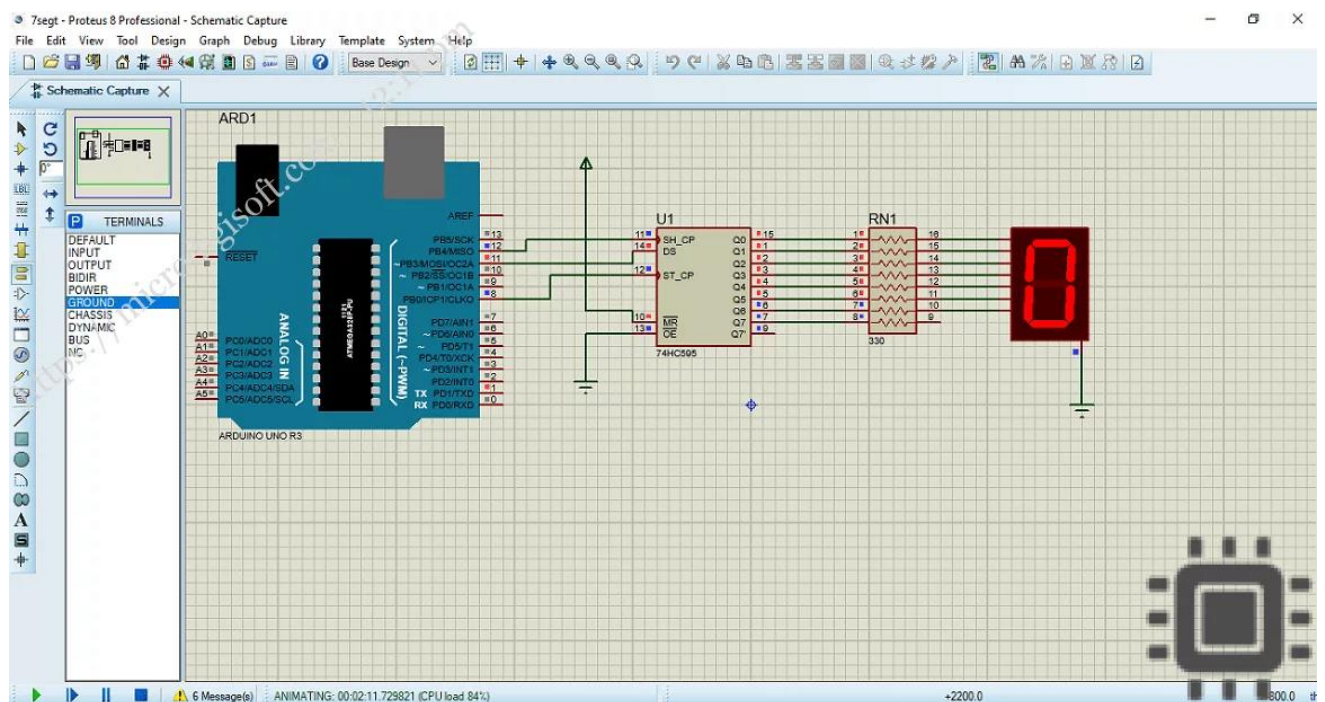 7segt - Proteus 8 Professional - Schematic Capture
File Edit View Tool Design Graph Debug Library Template System Help
Base Design
Schematic Capture
0°
LBL
P TERMINALS
DEFAULT
INPUT
OUTPUT
BIDIR
POWER
GROUND
CHASSIS
DYNAMIC
BUS
NC
ARD1
RESET
AREF
PB5/SCK 13
PB4/MISO 12
~PB3/MOSI/OC2A 11
~ PB2/SS/OC1B 10
~ PB1/OC1A 9
PB0/ICP1/CLKO 8
PD7/AIN1 7
~ PD6/AIN0 6
~ PD5/T1 5
PD4/T0/XCK 4
~ PD3/INT1 3
PD2/INT0 2
TX PD1/TXD 1
RX PD0/RXD 0
A0 PC0/ADC0
A1 PC1/ADC1
A2 PC2/ADC2
A3 PC3/ADC3
A4 PC4/ADC4/SDA
A5 PC5/ADC5/SCL
ANALOG IN
ATMEGA328P-PU
DIGITAL (~PWM)
ARDUINO UNO R3
U1
11 SH_CP Q0 15
14 DS Q1 1
Q2 2
12 ST_CP Q3 3
Q4 4
Q5 5
Q6 6
10 MR Q7 7
13 OE Q7' 9
74HC595
RN1
1 16
2 15
3 14
4 13
5 12
6 11
7 10
8 9
330
0
6 Message(s)
ANIMATING: 00:02:11.729821 (CPU load 84%)
+2200.0